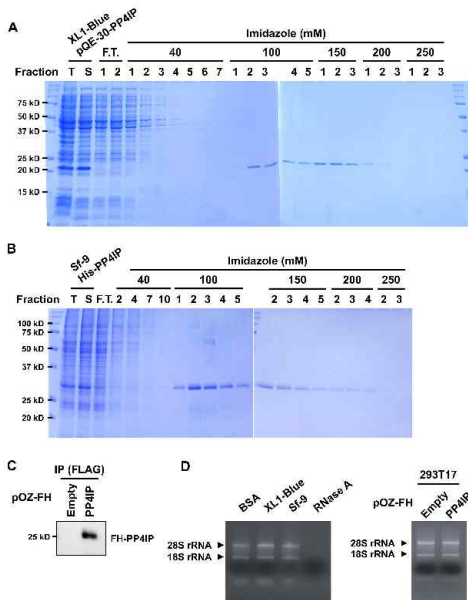 A
XL1-Blue
pQE-30-PP4IP
Imidazole (mM)
F.T. 40 100 150 200 250
Fraction T S 1 2 1 2 3 4 5 6 7 1 2 3 4 5 1 2 3 1 2 3 1 2 3
75 kD
50 kD
37 kD
25 kD
20 kD
15 kD
B
Sf-9
His-PP4IP
Imidazole (mM)
40 100 150 200 250
Fraction T S F.T. 2 4 7 10 1 2 3 4 5 2 3 4 5 2 3 4 2 3
100 kD
75 kD
50 kD
37 kD
25 kD
20 kD
C
IP (FLAG)
pOZ-FH Empty PP4IP
25 kD FH-PP4IP
D
BSA XL1-Blue Sf-9 RNase A
28S rRNA
18S rRNA
293T17
pOZ-FH Empty PP4IP
28S rRNA
18S rRNA